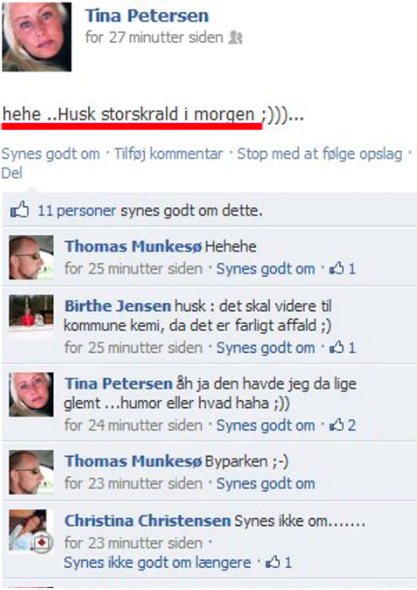 Tina Petersen
for 27 minutter siden
hehe ..Husk storskrald i morgen ;)))...
Synes godt om · Tilføj kommentar · Stop med at følge opslag ·
Del
11 personer synes godt om dette.
Thomas Munkesø Hehehe
for 25 minutter siden · Synes godt om · 1
Birthe Jensen husk : det skal videre til
kommune kemi, da det er farligt affald ;)
for 25 minutter siden · Synes godt om · 1
Tina Petersen åh ja den havde jeg da lige
glemt ...humor eller hvad haha ;))
for 24 minutter siden · Synes godt om · 2
Thomas Munkesø Byparken ;-)
for 23 minutter siden · Synes godt om
Christina Christensen Synes ikke om.......
for 23 minutter siden ·
Synes ikke godt om længere · 1